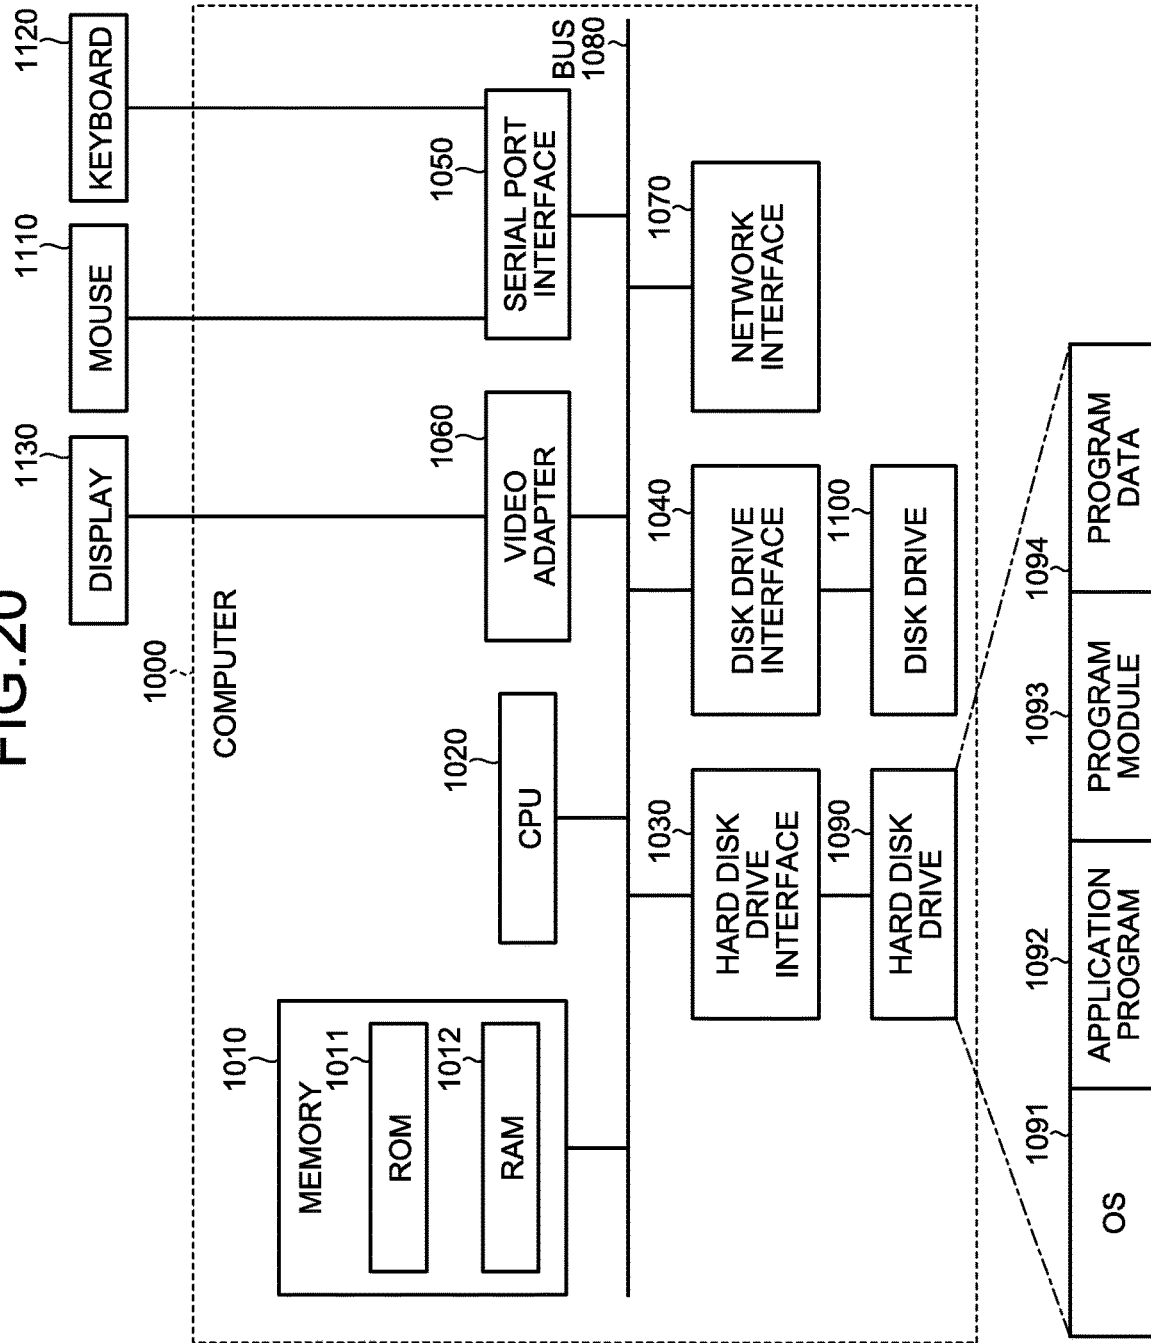 FIG.20
1130
1110
1120
DISPLAY
MOUSE
KEYBOARD
1000
COMPUTER
1010
MEMORY
1011
ROM
1012
RAM
1020
CPU
1060
VIDEO
ADAPTER
1050
SERIAL PORT
INTERFACE
BUS
1080
1030
HARD DISK
DRIVE
INTERFACE
1040
DISK DRIVE
INTERFACE
1070
NETWORK
INTERFACE
1090
HARD DISK
DRIVE
1100
DISK DRIVE
1091
OS
1092
APPLICATION
PROGRAM
1093
PROGRAM
MODULE
1094
PROGRAM
DATA